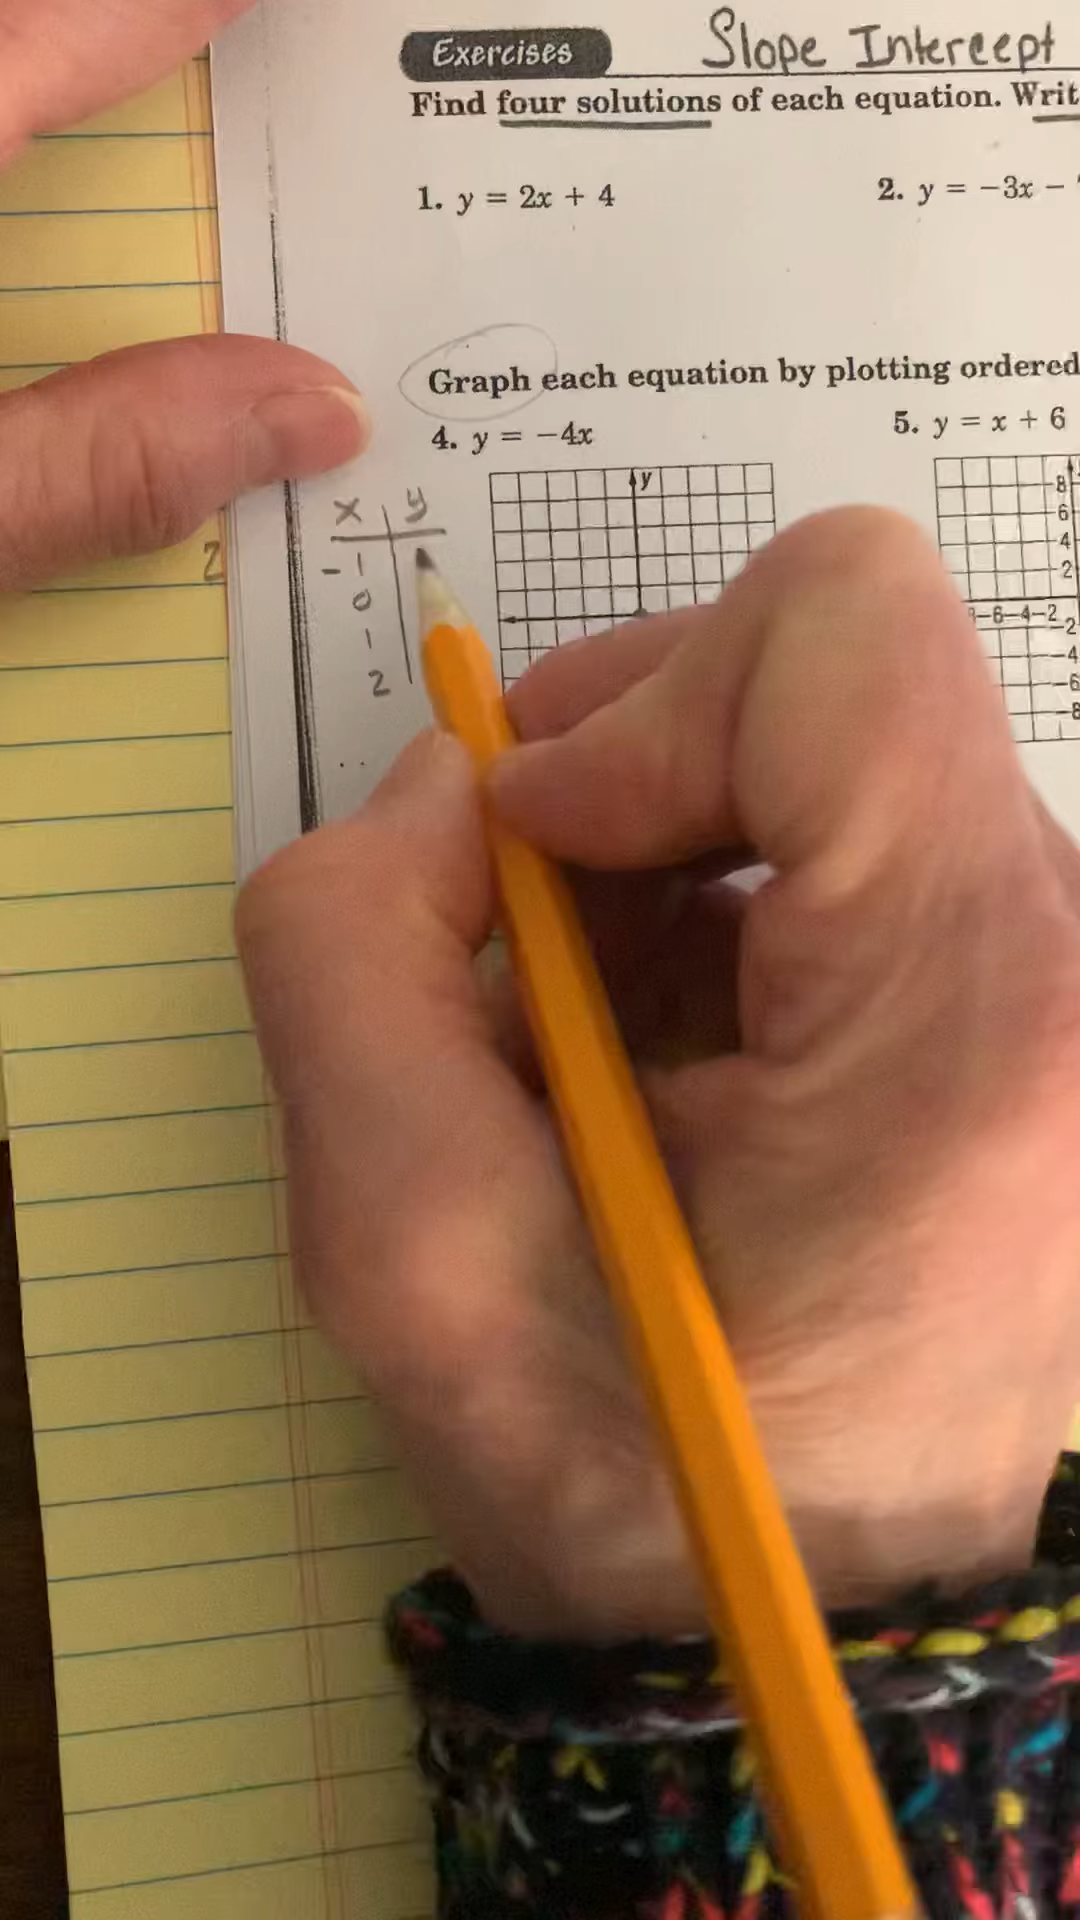 Exercises Slope Intercept
Find four solutions of each equation. Writ
1. y = 2x + 4 2. y = -3x -
Graph each equation by plotting ordered
4. y = -4x 5. y = x + 6
y
8
6
4
2
-6-4-2
-2
-4
-6
-8
x y
-1
0
1
2
2